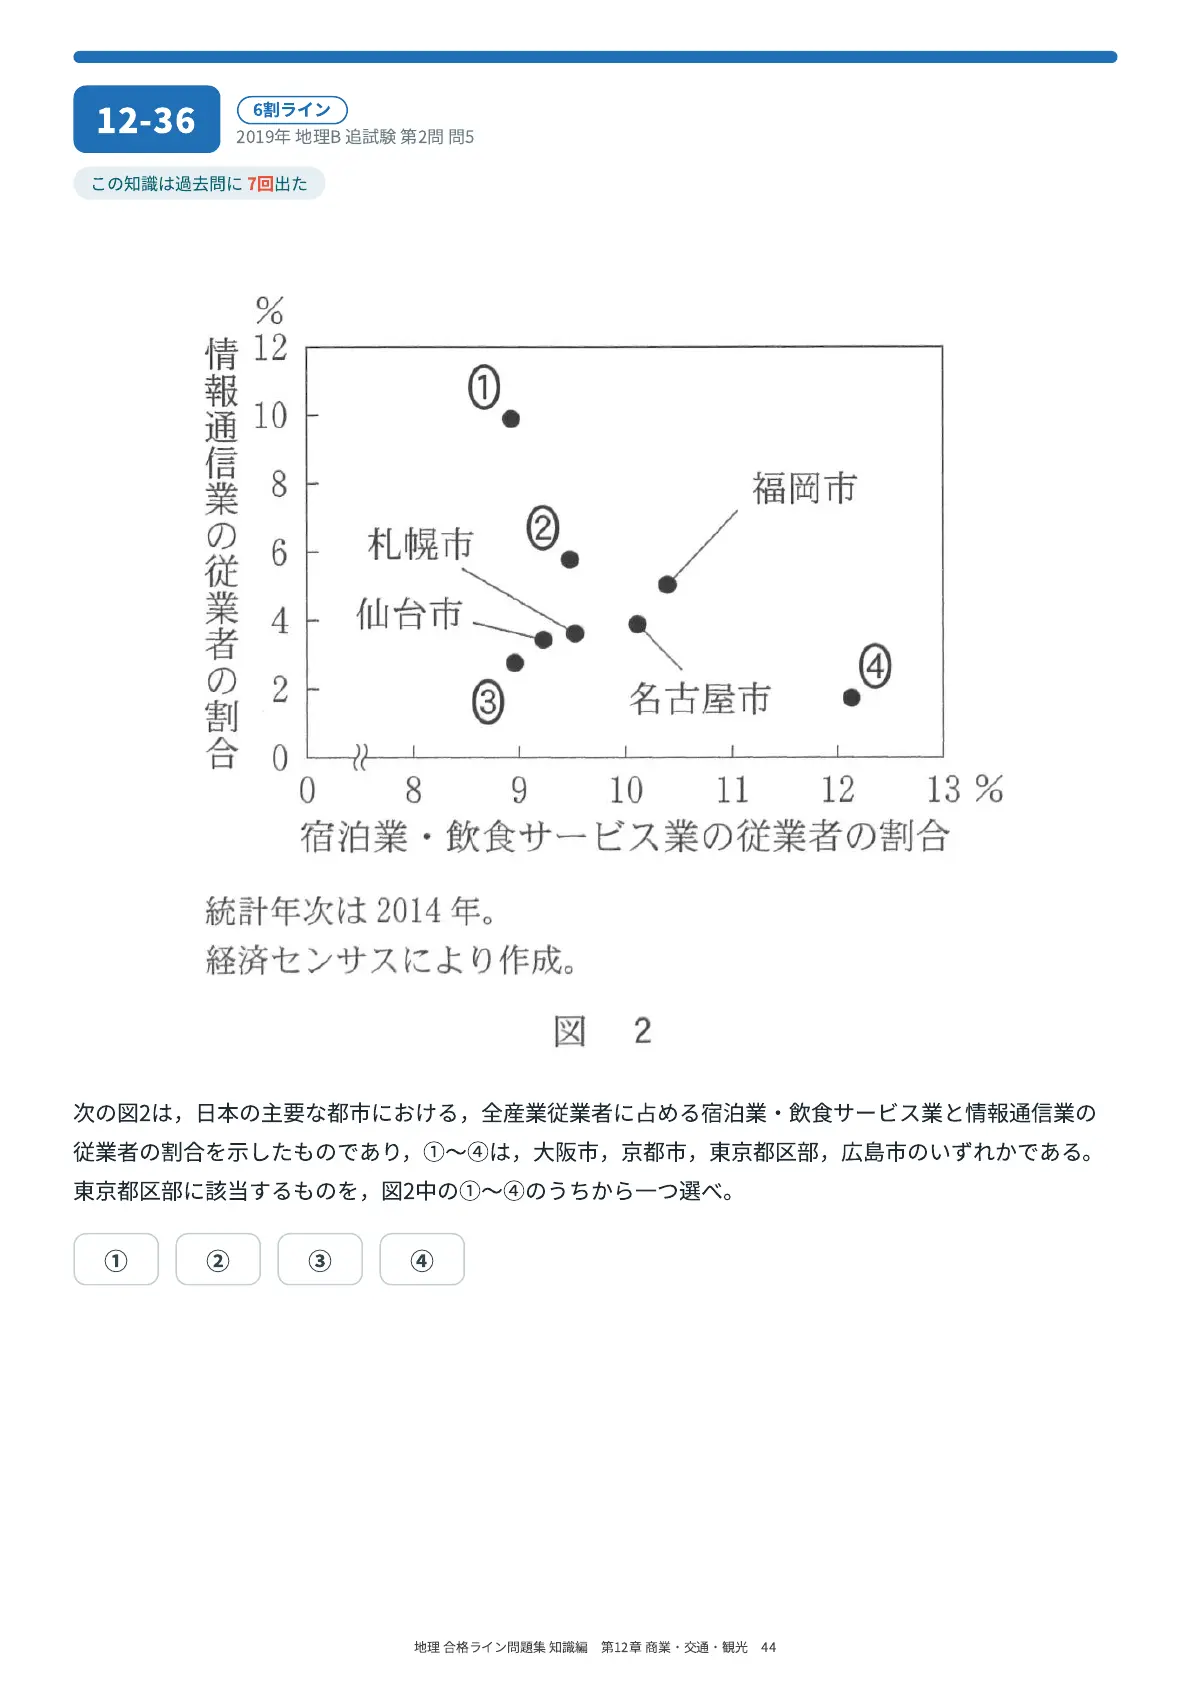 12-36
6割ライン
2019年 地理B 追試験 第2問 問5
この知識は過去問に 7回出た
%
情報通信業の従業者の割合
12
10
8
6
4
2
0
①
②
③
④
札幌市
仙台市
福岡市
名古屋市
0 8 9 10 11 12 13 %
宿泊業・飲食サービス業の従業者の割合
統計年次は 2014 年。
経済センサスにより作成。
図 2
次の図2は，日本の主要な都市における，全産業従業者に占める宿泊業・飲食サービス業と情報通信業の
従業者の割合を示したものであり，①～④は，大阪市，京都市，東京都区部，広島市のいずれかである。
東京都区部に該当するものを，図2中の①～④のうちから一つ選べ。
① ② ③ ④
地理 合格ライン問題集 知識編 第12章 商業・交通・観光 44